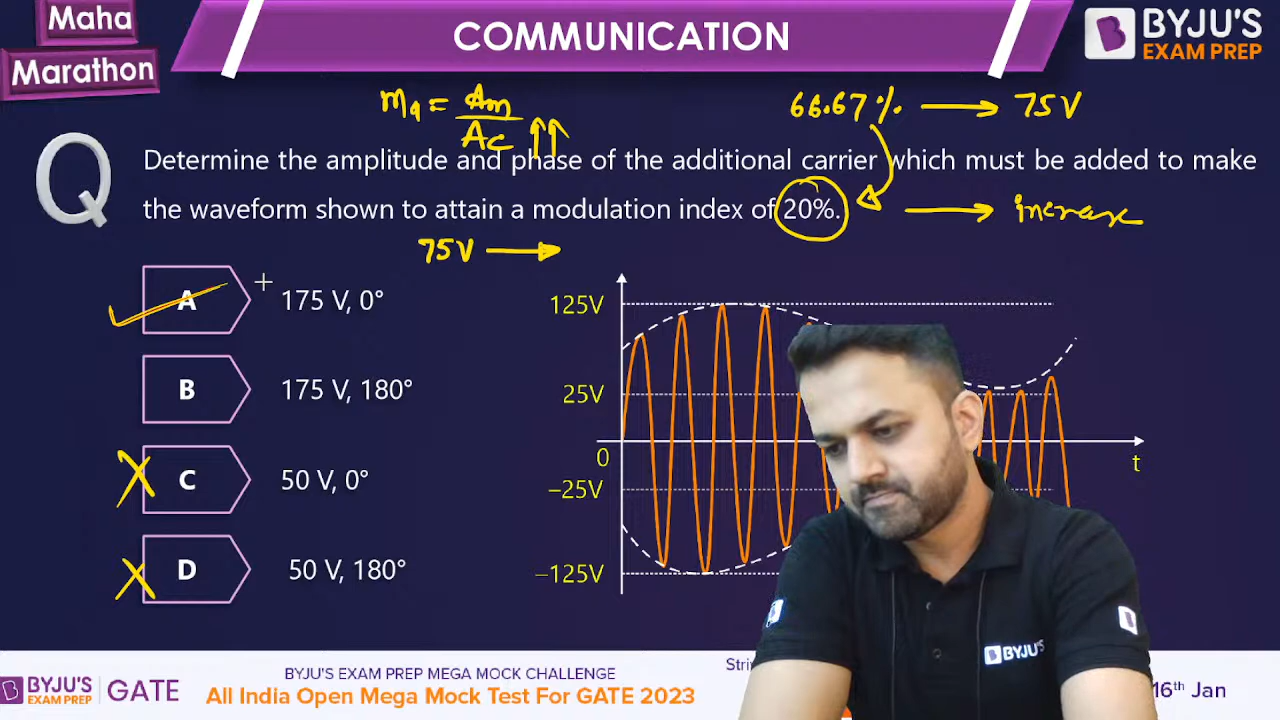 Maha
Marathon
COMMUNICATION
BYJU'S
EXAM PREP
ma = Am/Ac ↑↑
66.67% → 75V
Q
Determine the amplitude and phase of the additional carrier which must be added to make
the waveform shown to attain a modulation index of 20%.
→ increase
75V →
A 175 V, 0°
B 175 V, 180°
C 50 V, 0°
D 50 V, 180°
125V
25V
0
t
−25V
−125V
BYJU'S
BYJU'S
EXAM PREP
GATE
BYJU'S EXAM PREP MEGA MOCK CHALLENGE
All India Open Mega Mock Test For GATE 2023
16th Jan